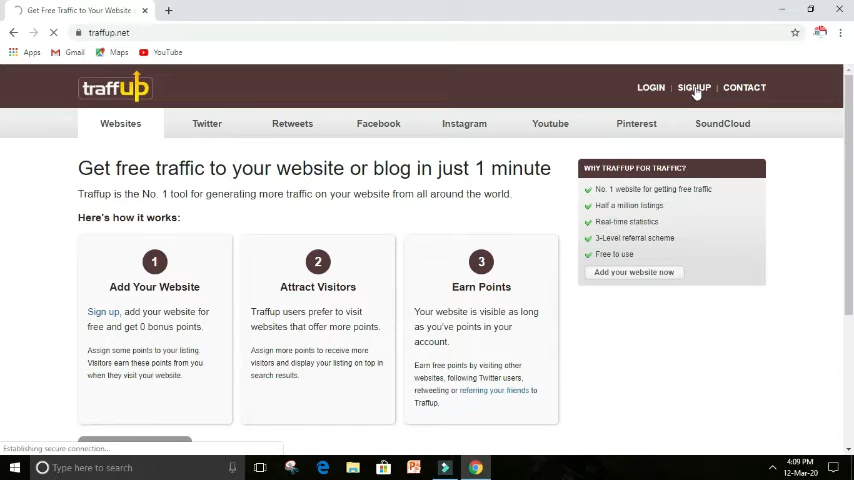 Get Free Traffic to Your Website
traffup.net
Apps Gmail Maps YouTube
traffup
LOGIN | SIGNUP | CONTACT
Websites Twitter Retweets Facebook Instagram Youtube Pinterest SoundCloud
Get free traffic to your website or blog in just 1 minute
Traffup is the No. 1 tool for generating more traffic on your website from all around the world.
Here's how it works:
1
Add Your Website
Sign up, add your website for
free and get 0 bonus points.
Assign some points to your listing.
Visitors earn these points from you
when they visit your website.
2
Attract Visitors
Traffup users prefer to visit
websites that offer more points.
Assign more points to receive more
visitors and display your listing on top in
search results.
3
Earn Points
Your website is visible as long
as you've points in your
account.
Earn free points by visiting other
websites, following Twitter users,
retweeting or referring your friends to
Traffup.
WHY TRAFFUP FOR TRAFFIC?
No. 1 website for getting free traffic
Half a million listings
Real-time statistics
3-Level referral scheme
Free to use
Add your website now
Establishing secure connection...
Type here to search
4:09 PM
12-Mar-20